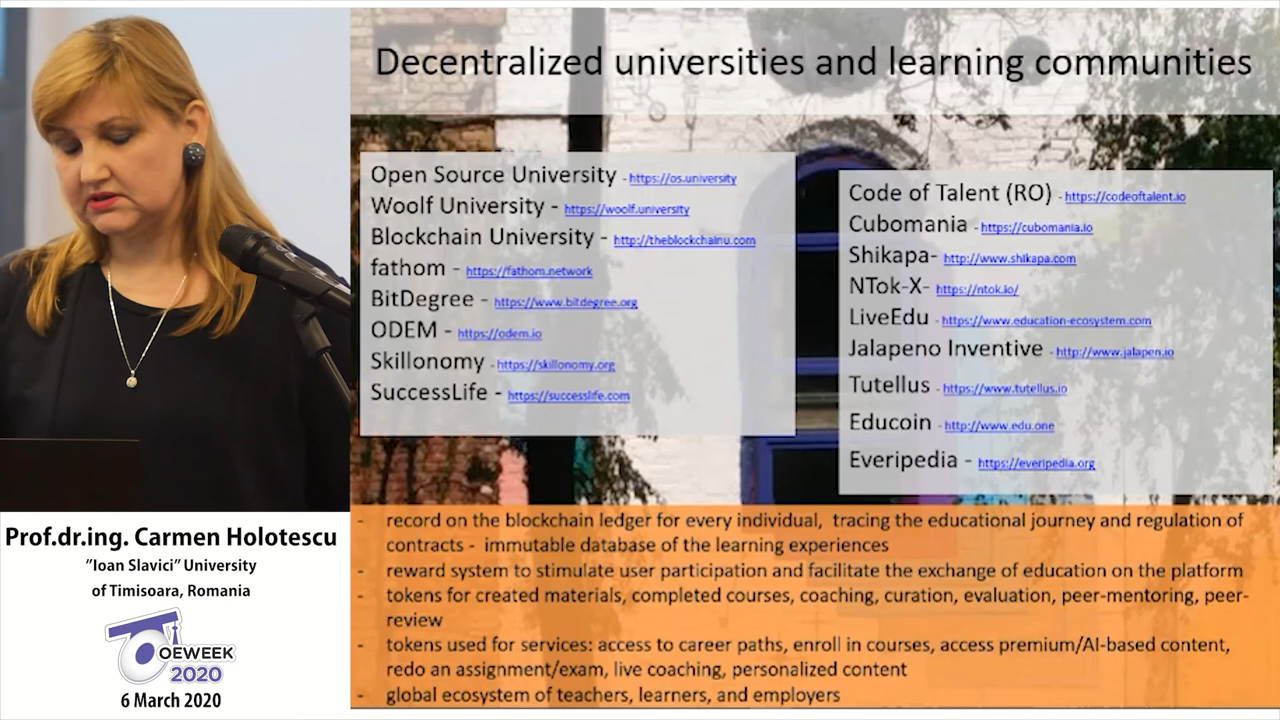 Decentralized universities and learning communities
Open Source University - https://os.university
Woolf University - https://woolf.university
Blockchain University - http://theblockchainu.com
fathom - https://fathom.network
BitDegree - https://www.bitdegree.org
ODEM - https://odem.io
Skillonomy - https://skillonomy.org
SuccessLife - https://successlife.com
Code of Talent (RO) - https://codeoftalent.io
Cubomania - https://cubomania.io
Shikapa- http://www.shikapa.com
NTok-X- https://ntok.io/
LiveEdu - https://www.education-ecosystem.com
Jalapeno Inventive - http://www.jalapen.io
Tutellus - https://www.tutellus.io
Educoin - http://www.edu.one
Everipedia - https://everipedia.org
- record on the blockchain ledger for every individual, tracing the educational journey and regulation of
contracts - immutable database of the learning experiences
- reward system to stimulate user participation and facilitate the exchange of education on the platform
- tokens for created materials, completed courses, coaching, curation, evaluation, peer-mentoring, peer-
review
- tokens used for services: access to career paths, enroll in courses, access premium/AI-based content,
redo an assignment/exam, live coaching, personalized content
- global ecosystem of teachers, learners, and employers
Prof.dr.ing. Carmen Holotescu
”Ioan Slavici” University
of Timisoara, Romania
OEWEEK
2020
6 March 2020